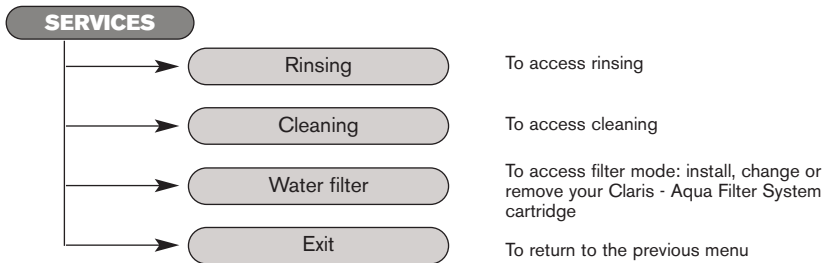 SERVICES
Rinsing
To access rinsing
Cleaning
To access cleaning
Water filter
To access filter mode: install, change or
remove your Claris - Aqua Filter System
cartridge
Exit
To return to the previous menu